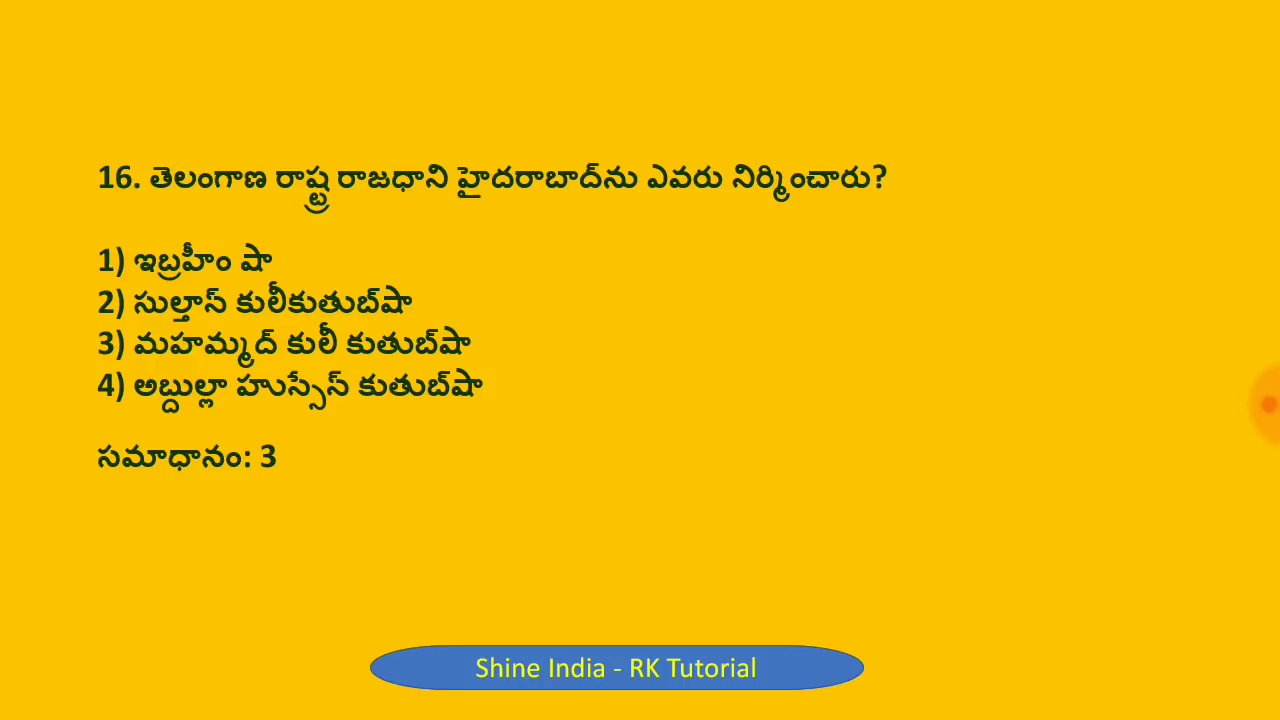 16. తెలంగాణ రాష్ట్ర రాజధాని హైదరాబాద్‌ను ఎవరు నిర్మించారు?
1) ఇబ్రహీం షా
2) సుల్తాస్ కులీకుతుబ్‌షా
3) మహమ్మద్ కులీ కుతుబ్‌షా
4) అబ్దుల్లా హుస్సేస్ కుతుబ్‌షా
సమాధానం: 3
Shine India - RK Tutorial